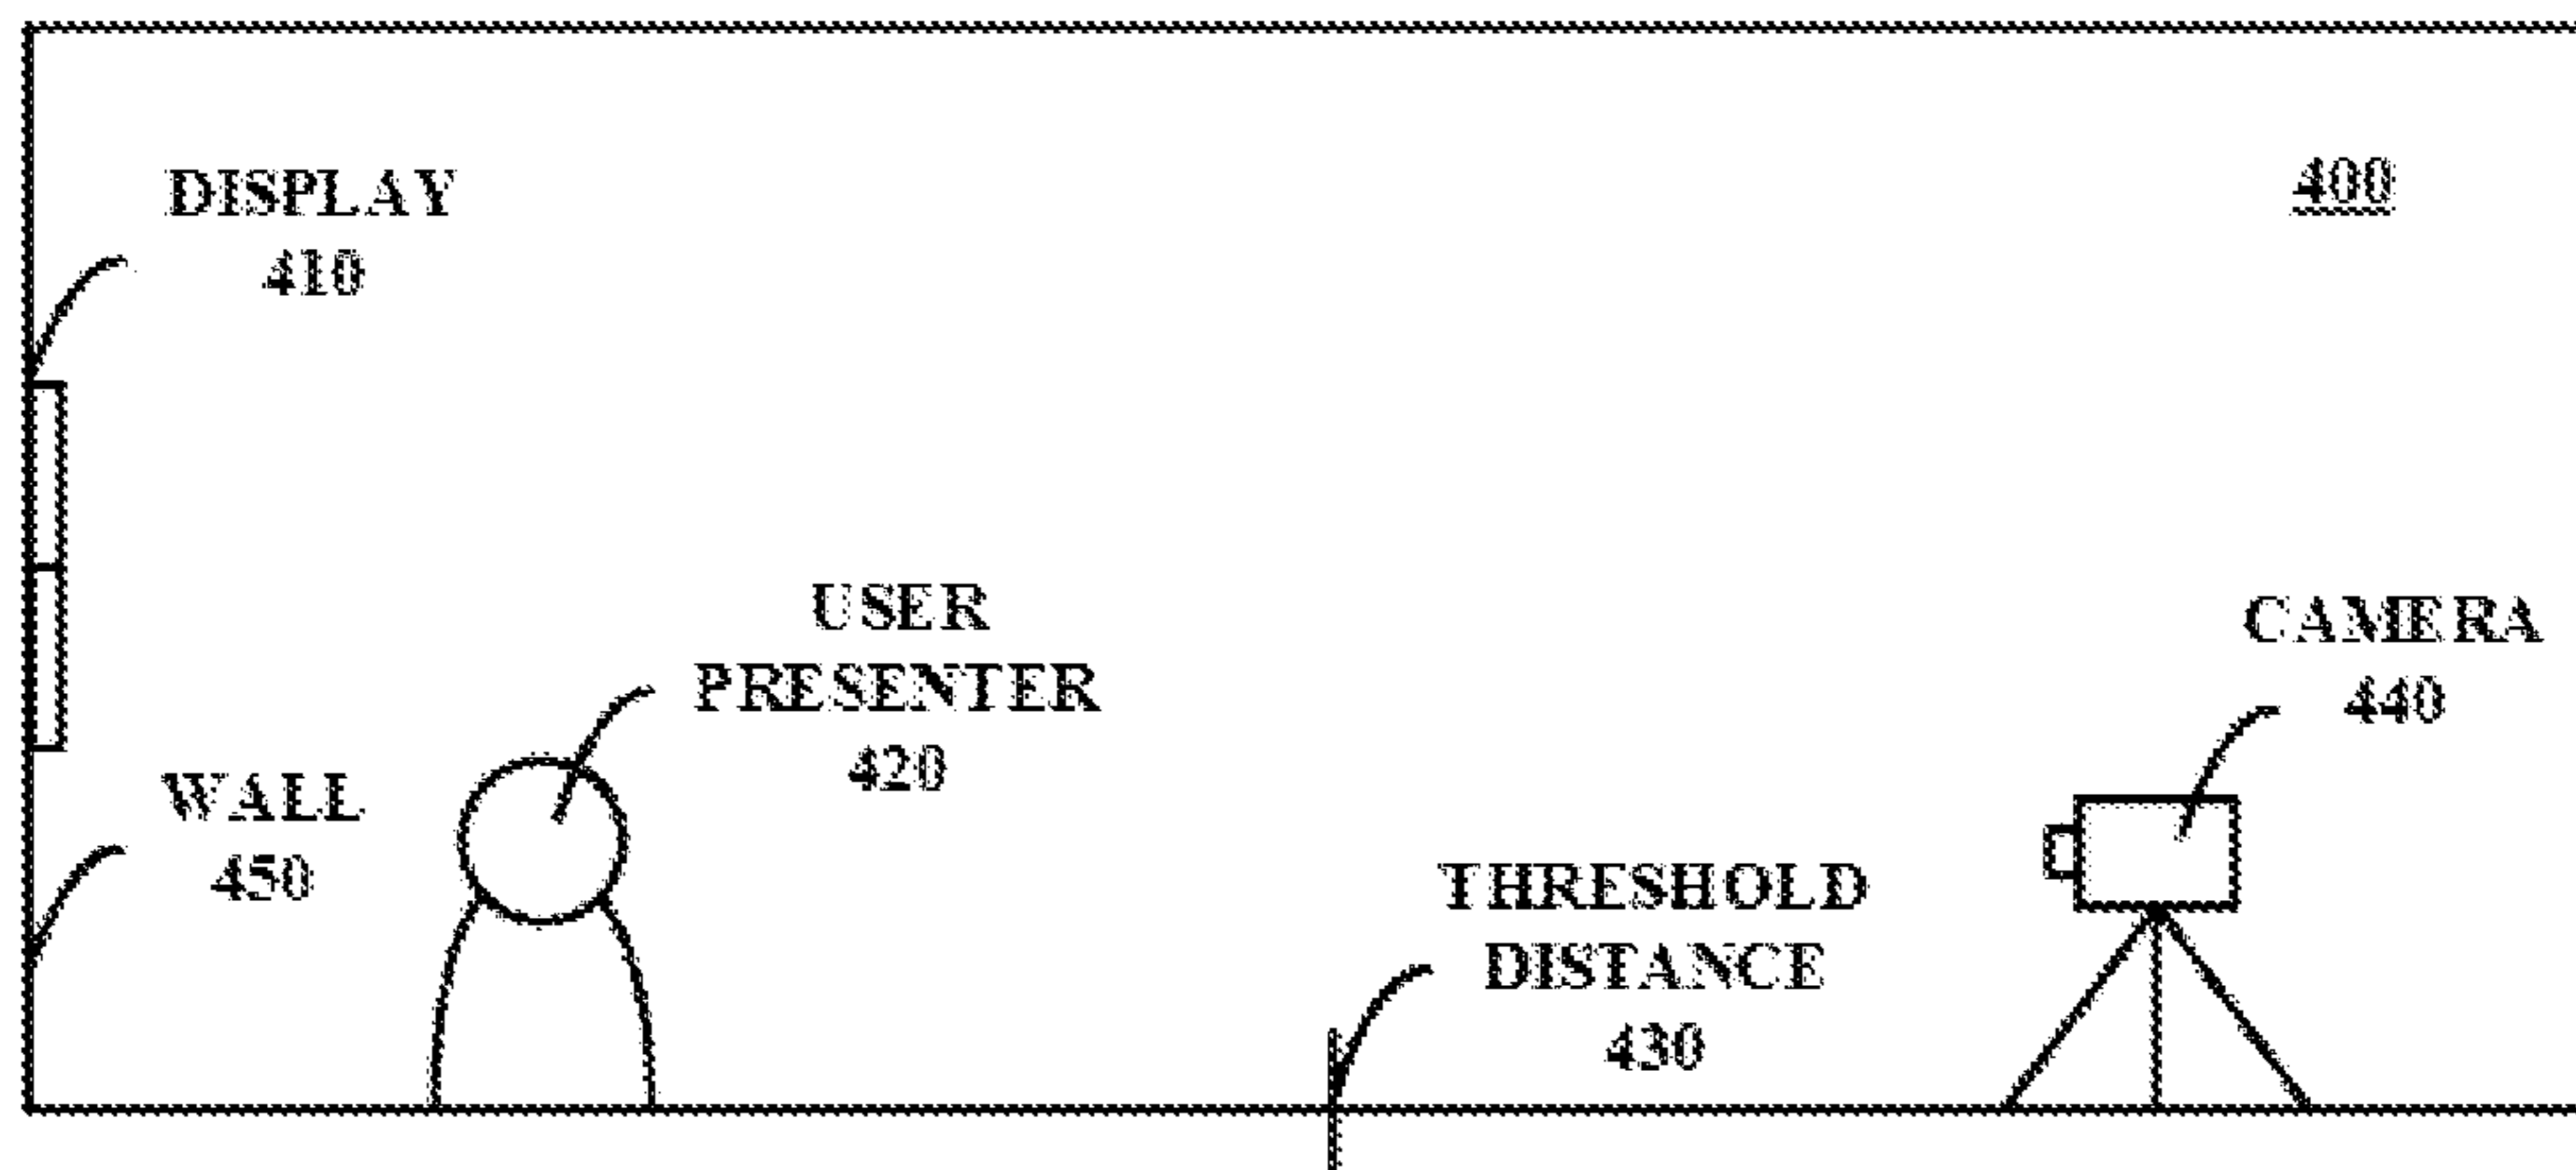 400
DISPLAY
410
USER
PRESENTER
420
CAMERA
440
WALL
450
THRESHOLD
DISTANCE
430